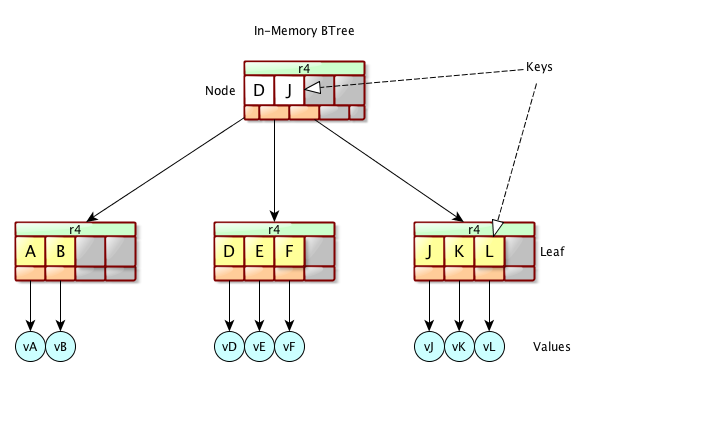 In-Memory BTree
r4
Keys
Node
D J
r4
r4
r4
A B
D E F
J K L
Leaf
vA vB
vD vE vF
vJ vK vL
Values